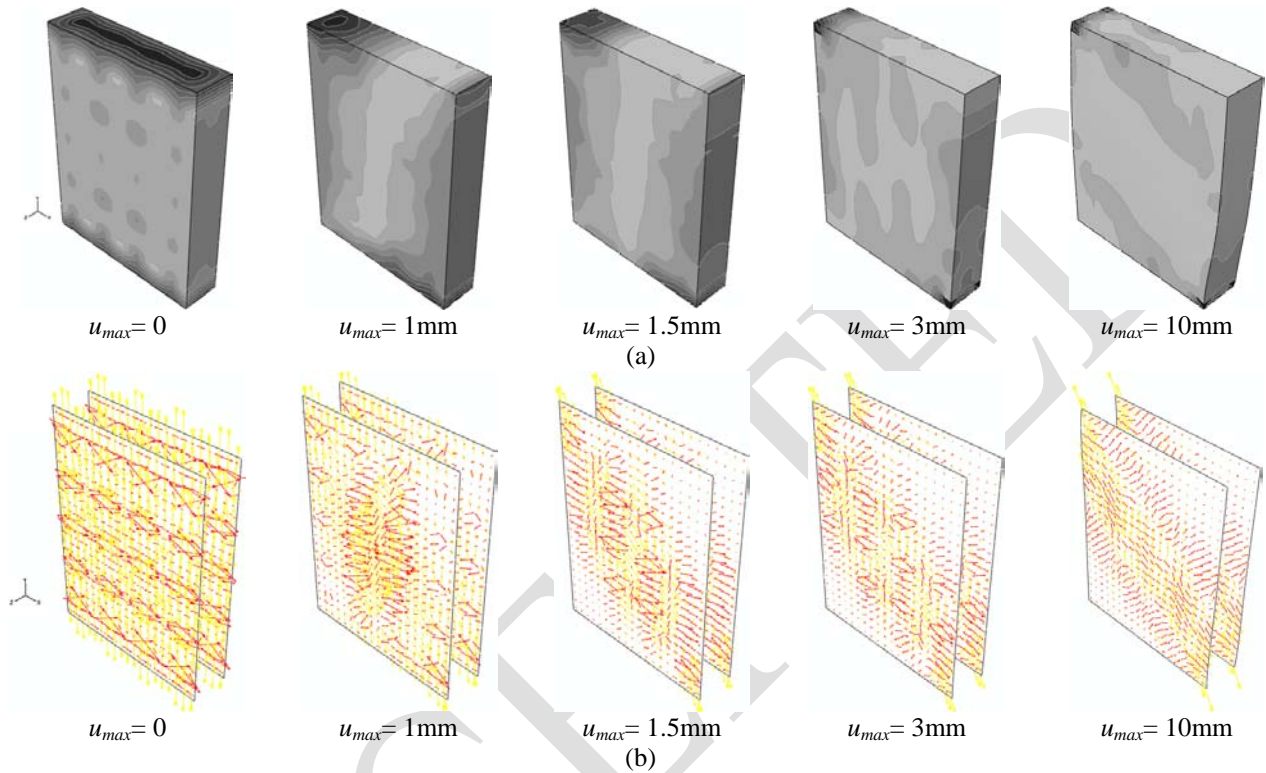 u_max= 0
u_max= 1mm
u_max= 1.5mm
u_max= 3mm
u_max= 10mm
(a)
u_max= 0
u_max= 1mm
u_max= 1.5mm
u_max= 3mm
u_max= 10mm
(b)